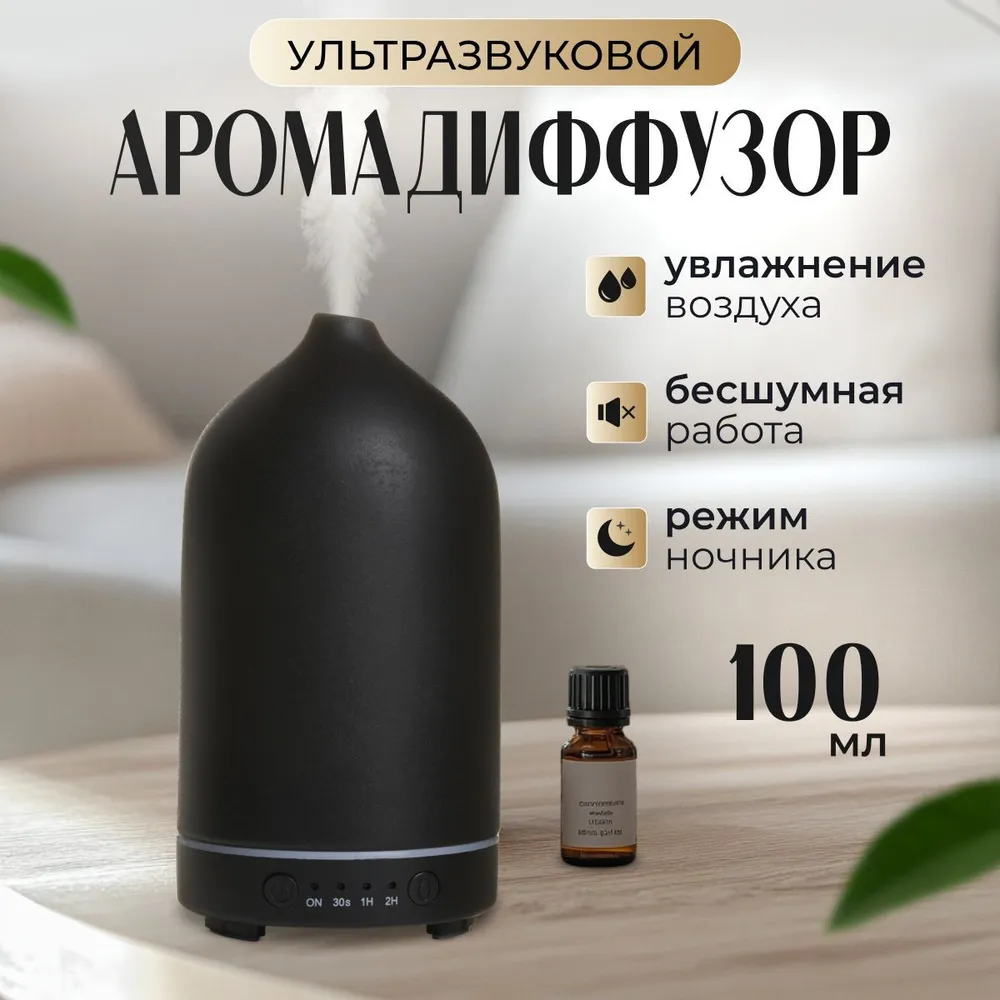 УЛЬТРАЗВУКОВОЙ
АРОМАДИФФУЗОР
увлажнение
воздуха
бесшумная
работа
режим
ночника
100
мл
ON 30s 1H 2H